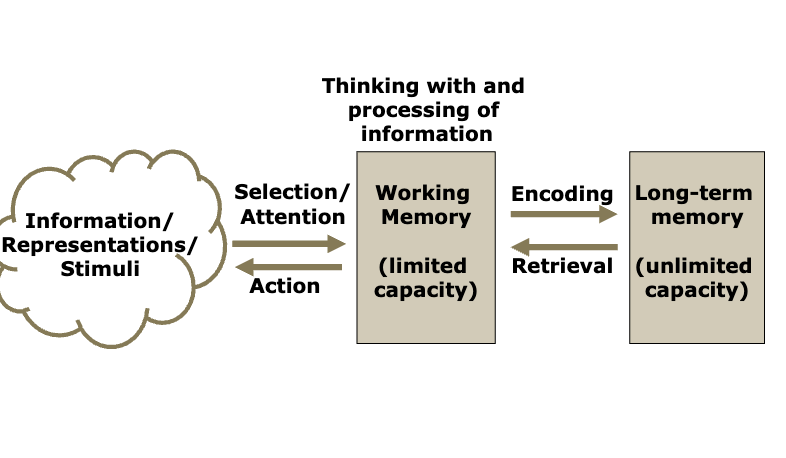 Thinking with and
processing of
information
Information/
Representations/
Stimuli
Selection/
Attention
Action
Working
Memory
(limited
capacity)
Encoding
Retrieval
Long-term
memory
(unlimited
capacity)